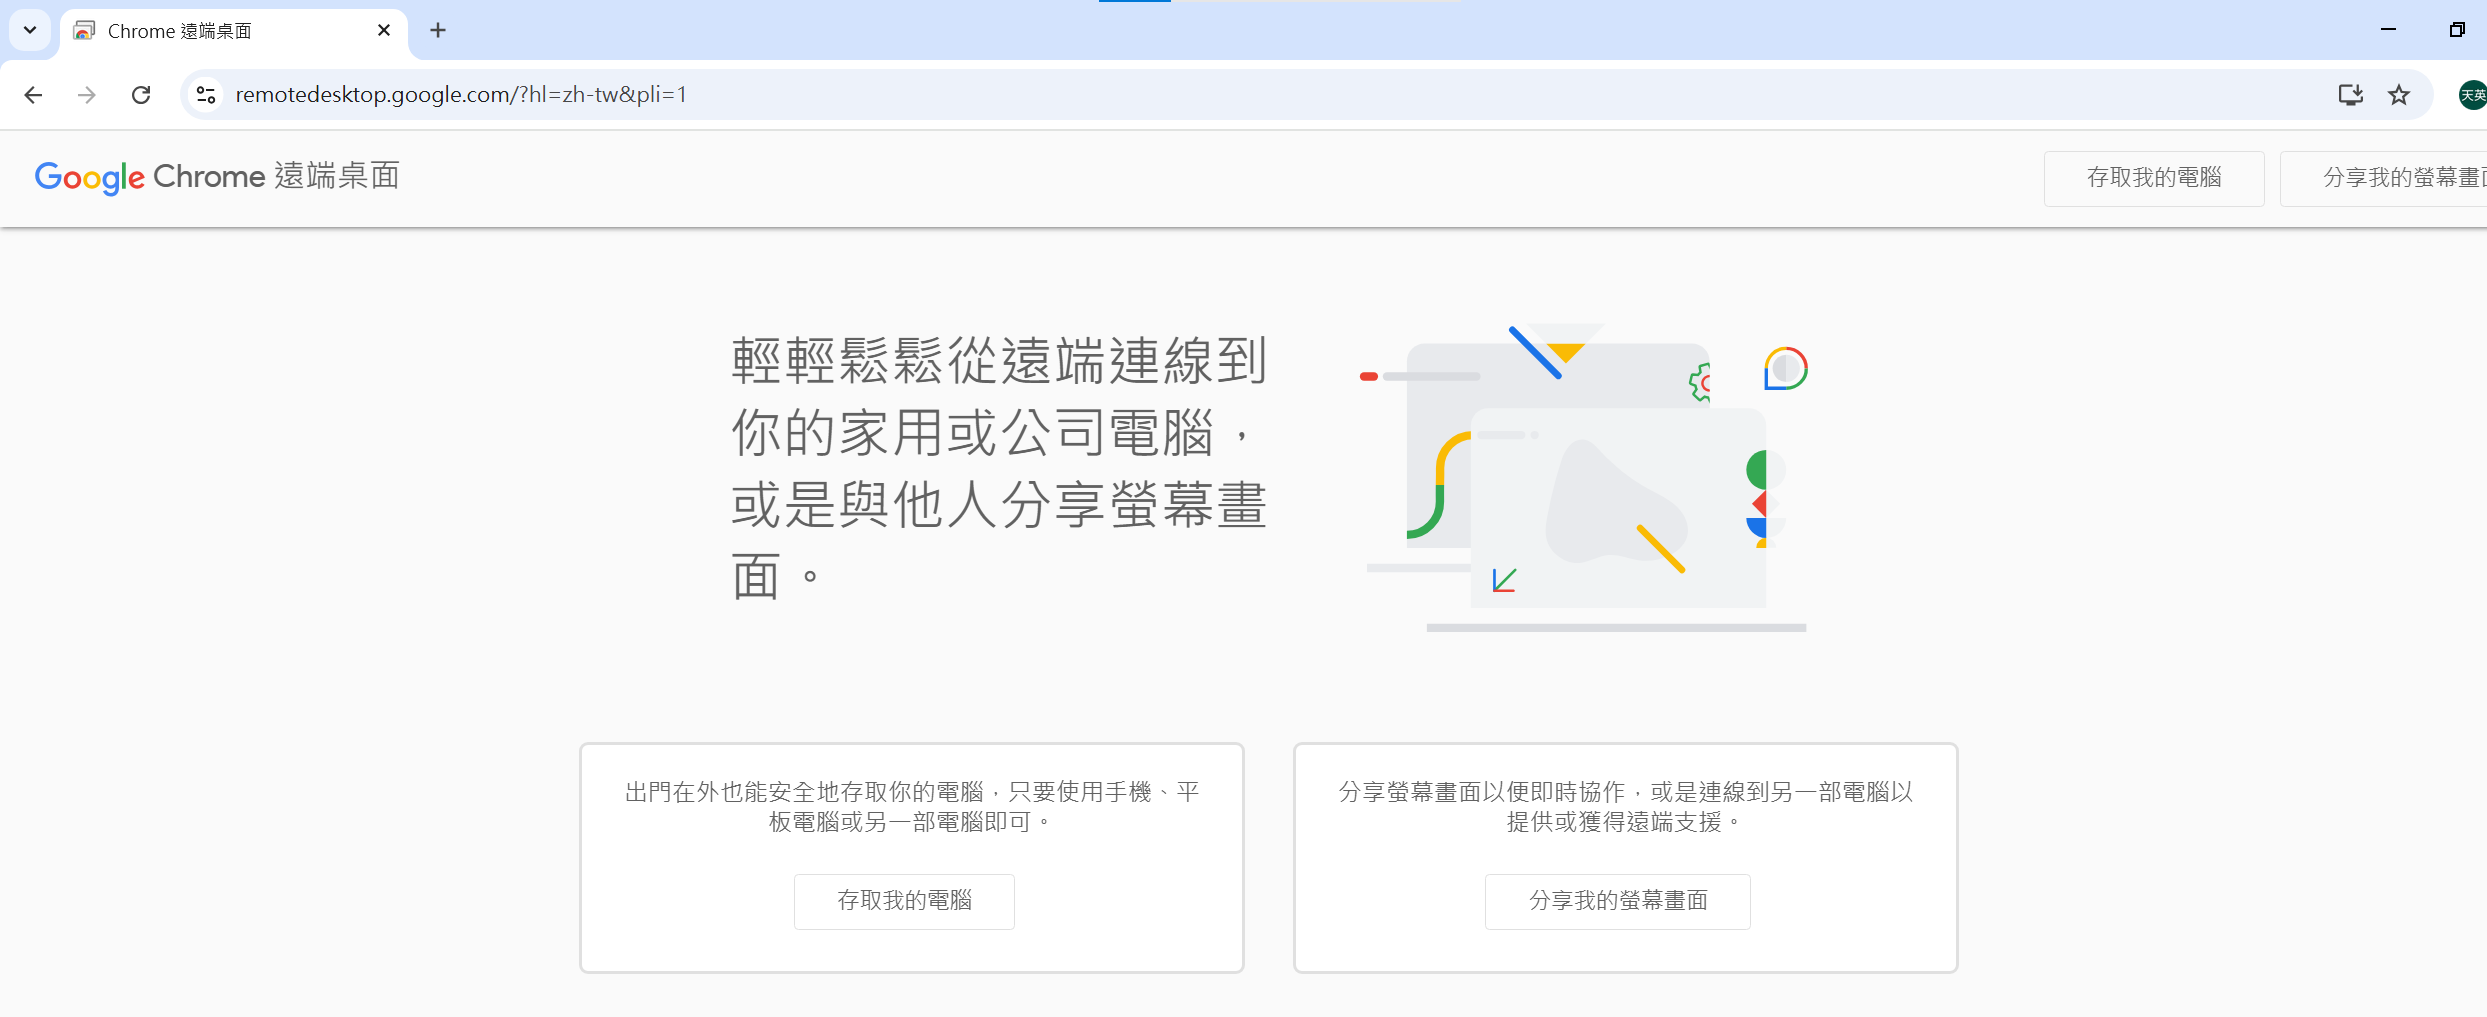 Chrome 遠端桌面
remotedesktop.google.com/?hl=zh-tw&pli=1
天英
Google Chrome 遠端桌面
存取我的電腦
分享我的螢幕畫面
輕輕鬆鬆從遠端連線到
你的家用或公司電腦，
或是與他人分享螢幕畫
面。
出門在外也能安全地存取你的電腦，只要使用手機、平
板電腦或另一部電腦即可。
存取我的電腦
分享螢幕畫面以便即時協作，或是連線到另一部電腦以
提供或獲得遠端支援。
分享我的螢幕畫面